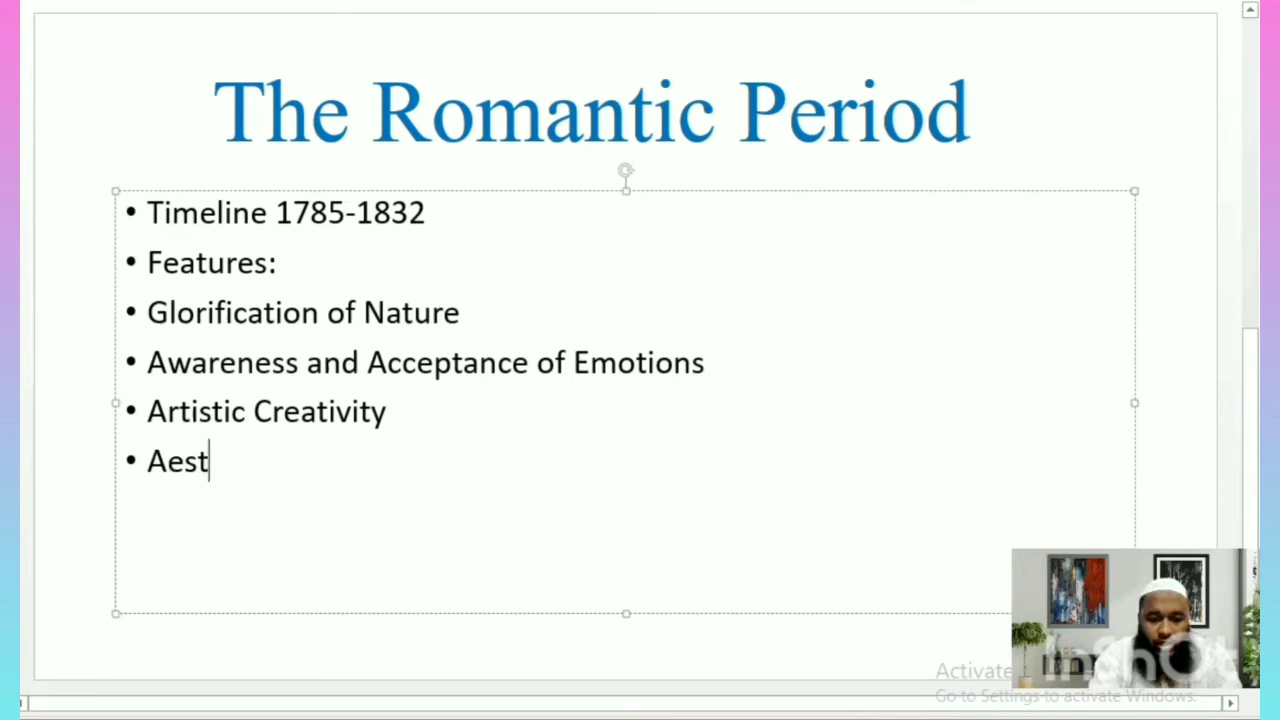 The Romantic Period
• Timeline 1785-1832
• Features:
• Glorification of Nature
• Awareness and Acceptance of Emotions
• Artistic Creativity
• Aest
Activate
Go to Settings to activate Windows.
InShOt